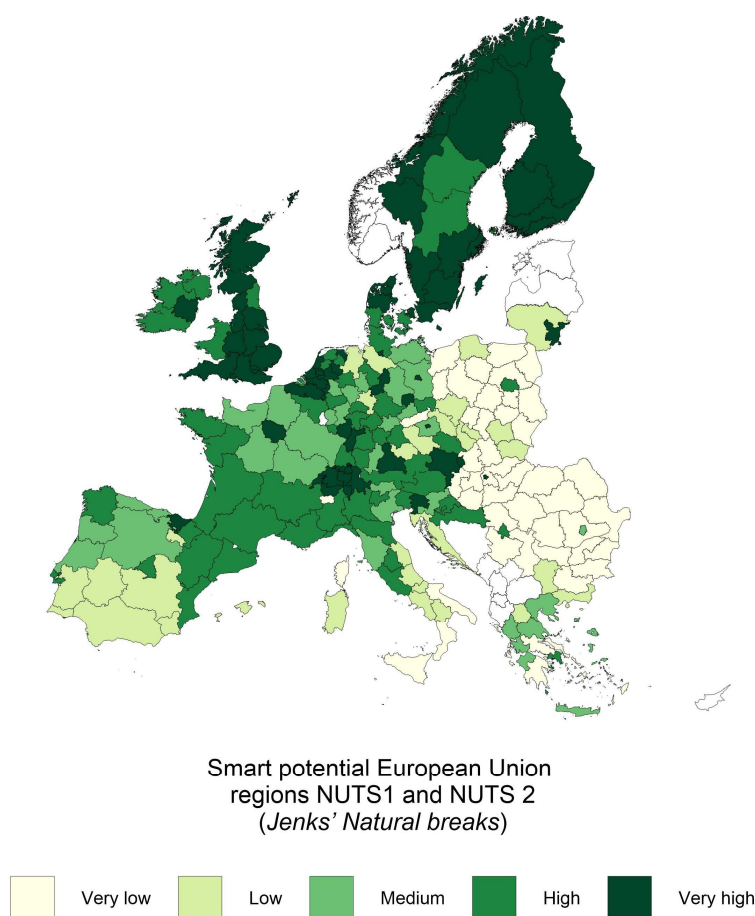 Smart potential European Union
regions NUTS1 and NUTS 2
(Jenks' Natural breaks)
Very low Low Medium High Very high